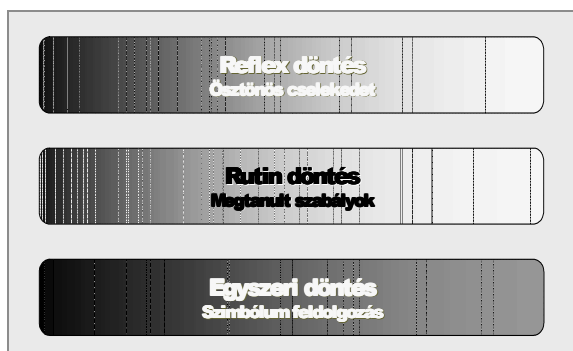 Reflex döntés
Ösztönös cselekedet
Rutin döntés
Megtanult szabályok
Egyszeri döntés
Szimbólum feldolgozás